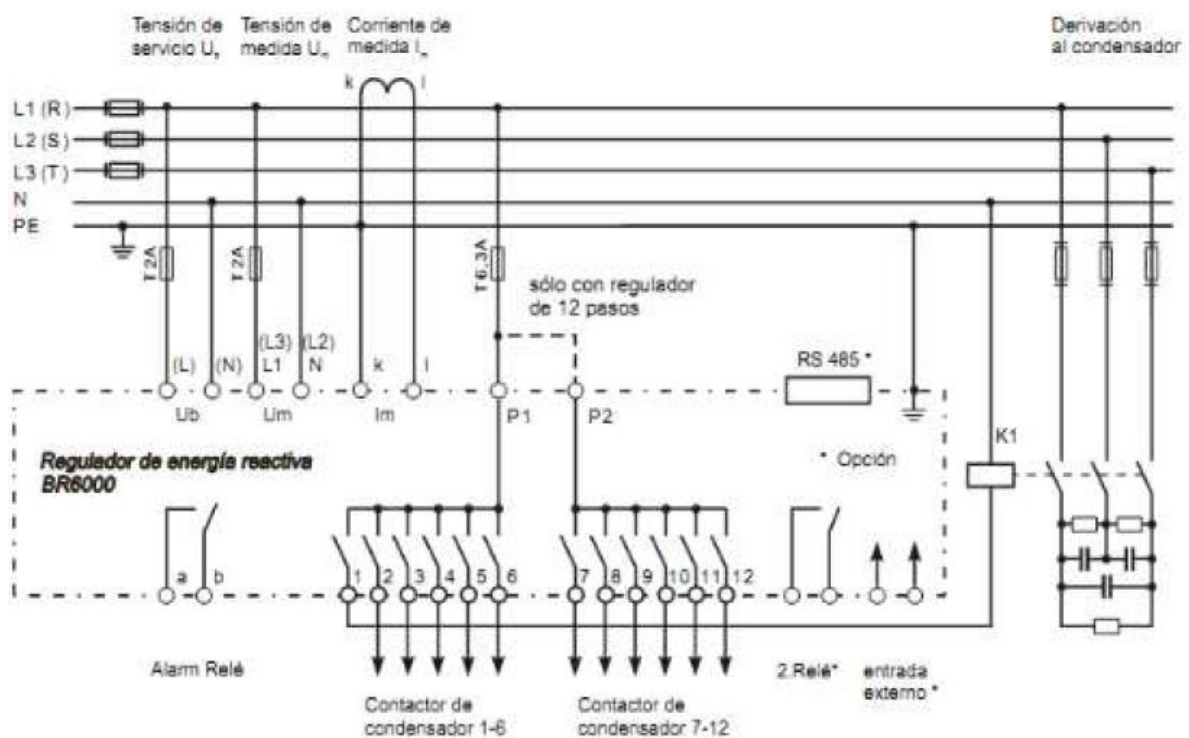 Tensión de
servicio U,
Tensión de
medida U
Corriente de
medida I
Derivación
al condensador
k
l
L1 (R)
L2 (S)
L3 (T)
N
PE
T 2A
T 2A
T 6,3A
sólo con regulador
de 12 pasos
(L)
(N)
(L3)
L1
(L2)
N
k
l
RS 485 *
Ub
Um
Im
P1
P2
K1
Regulador de energía reactiva
BR6000
* Opción
a
b
1
2
3
4
5
6
7
8
9
10
11
12
Alarm Relé
2.Relé*
entrada
externo *
Contactor de
condensador 1-6
Contactor de
condensador 7-12